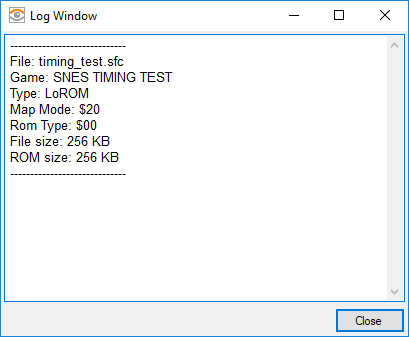 Log Window
-----------------------------
File: timing_test.sfc
Game: SNES TIMING TEST
Type: LoROM
Map Mode: $20
Rom Type: $00
File size: 256 KB
ROM size: 256 KB
-----------------------------
Close